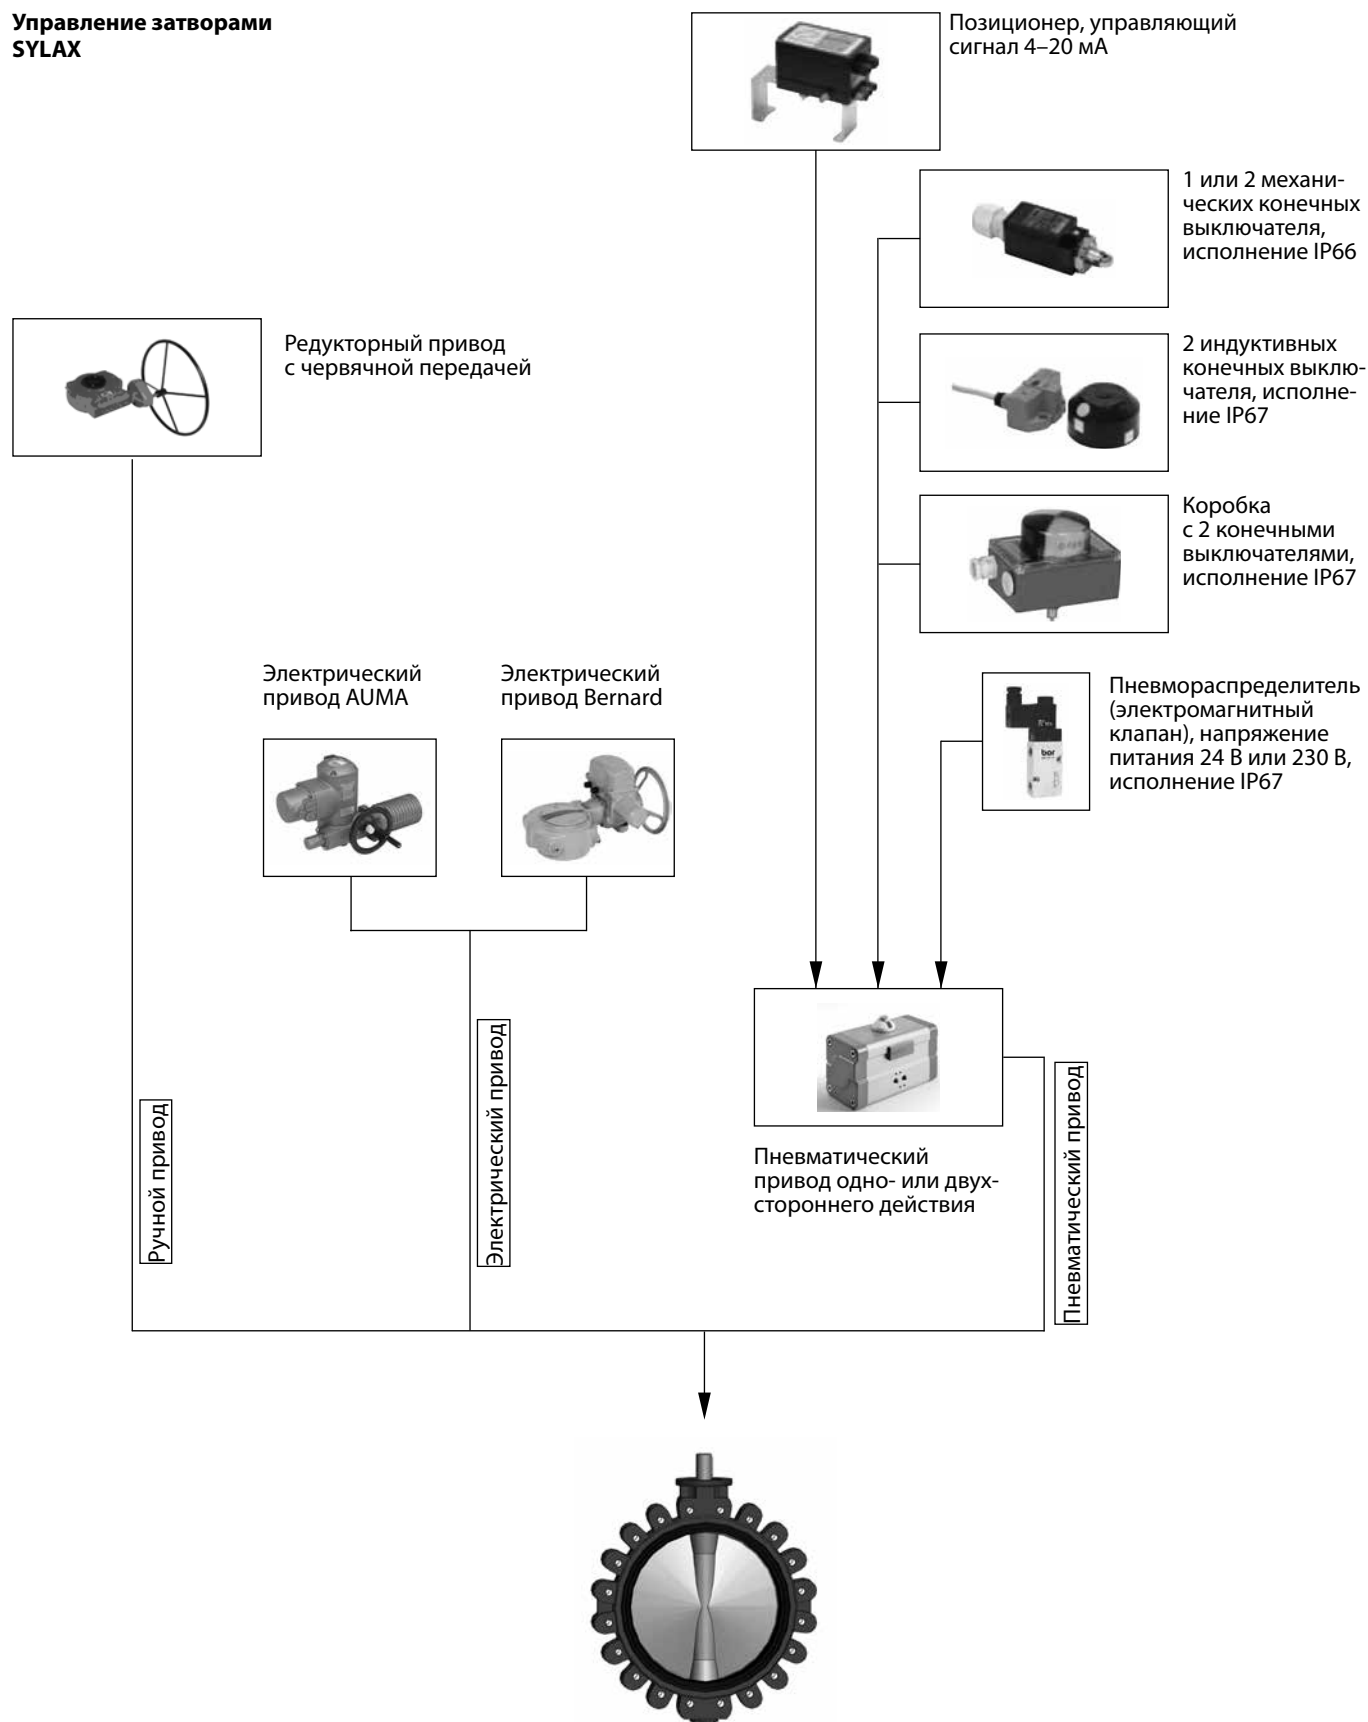 Управление затворами
SYLAX
Позиционер, управляющий
сигнал 4–20 мА
1 или 2 механи-
ческих конечных
выключателя,
исполнение IP66
Редукторный привод
с червячной передачей
2 индуктивных
конечных выклю-
чателя, исполне-
ние IP67
Коробка
с 2 конечными
выключателями,
исполнение IP67
Электрический
привод AUMA
Электрический
привод Bernard
Пневмораспределитель
(электромагнитный
клапан), напряжение
питания 24 В или 230 В,
исполнение IP67
bar
Ручной привод
Электрический привод
Пневматический привод
Пневматический
привод одно- или двух-
стороннего действия